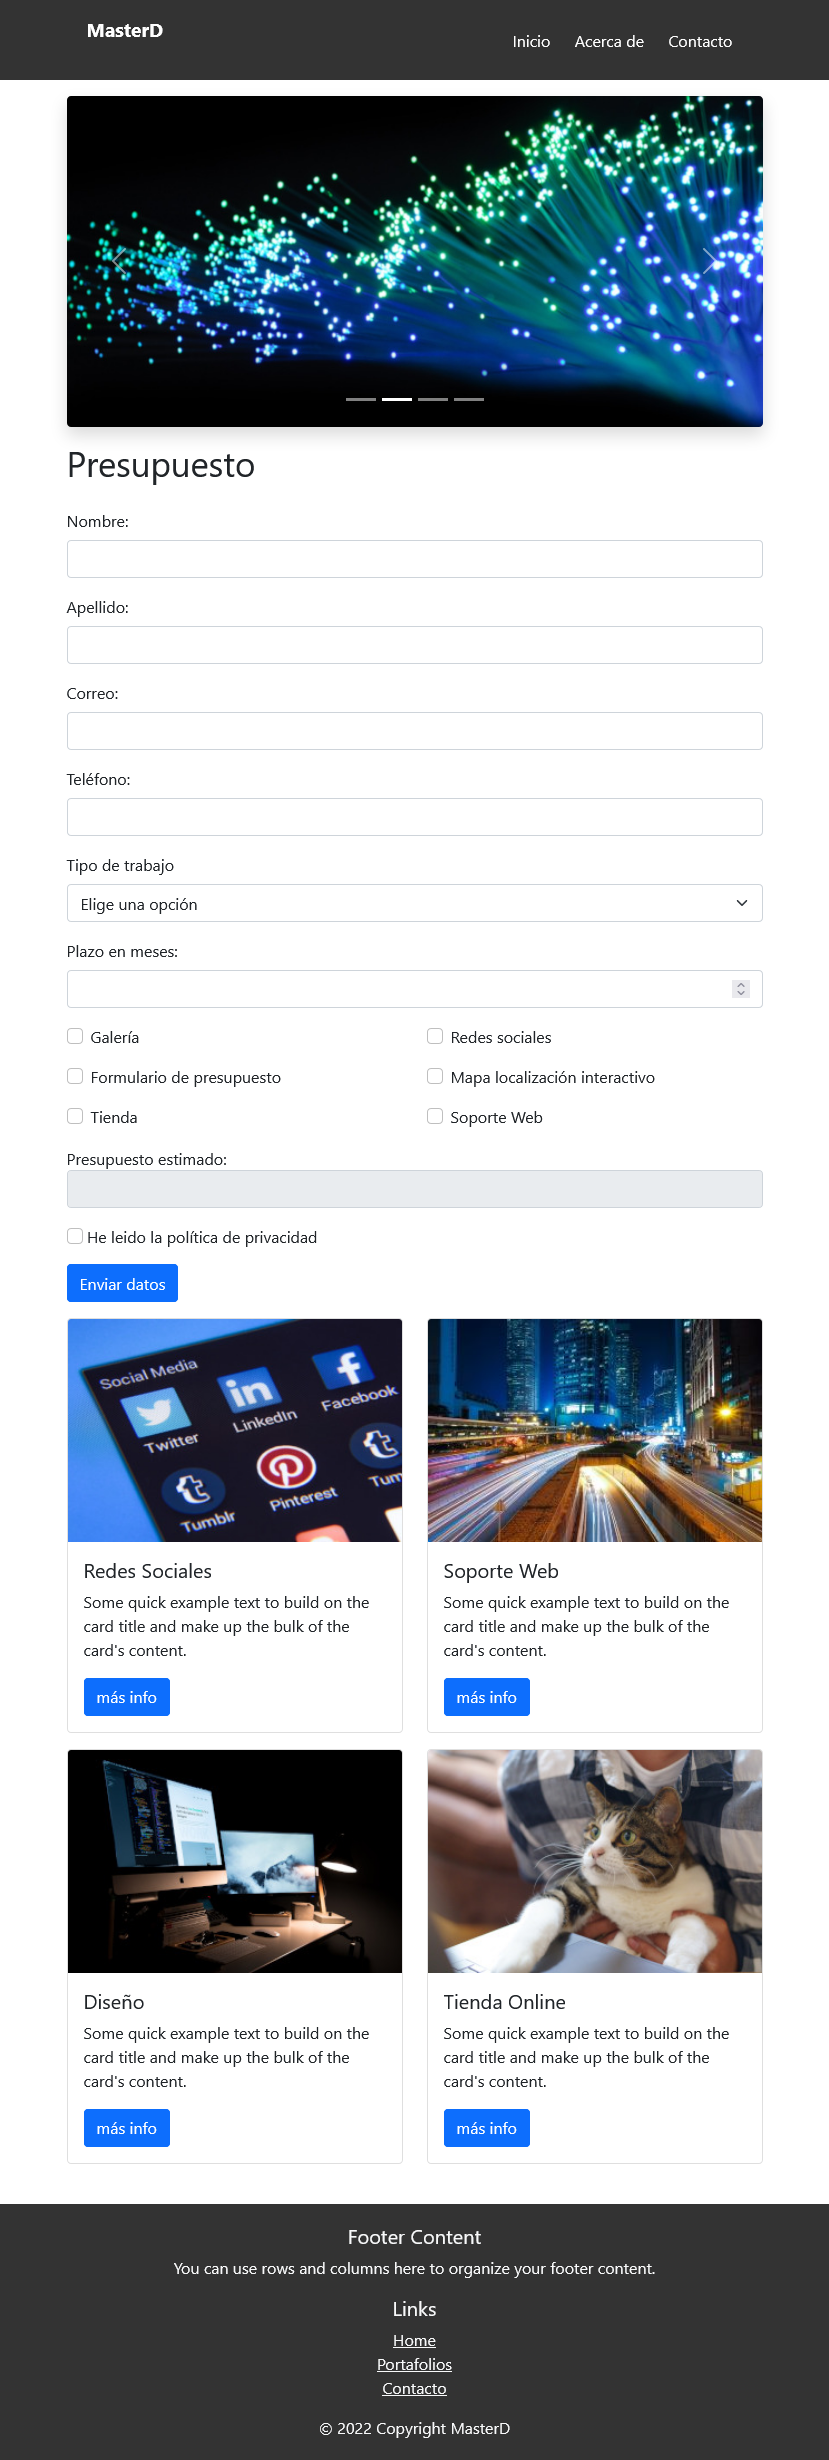 MasterD
Inicio
Acerca de
Contacto
Presupuesto
Nombre:
Apellido:
Correo:
Teléfono:
Tipo de trabajo
Elige una opción
Plazo en meses:
Galería
Redes sociales
Formulario de presupuesto
Mapa localización interactivo
Tienda
Soporte Web
Presupuesto estimado:
He leido la política de privacidad
Enviar datos
Social Media
Twitter
LinkedIn
Facebook
Tumblr
Pinterest
Tum
Redes Sociales
Some quick example text to build on the
card title and make up the bulk of the
card's content.
más info
Soporte Web
Some quick example text to build on the
card title and make up the bulk of the
card's content.
más info
Diseño
Some quick example text to build on the
card title and make up the bulk of the
card's content.
más info
Tienda Online
Some quick example text to build on the
card title and make up the bulk of the
card's content.
más info
Footer Content
You can use rows and columns here to organize your footer content.
Links
Home
Portafolios
Contacto
© 2022 Copyright MasterD